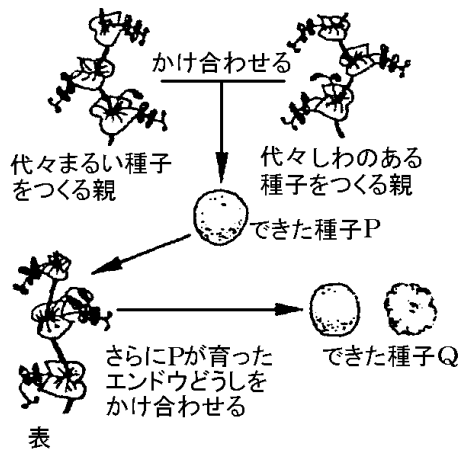 かけ合わせる
代々まるい種子
をつくる親
代々しわのある
種子をつくる親
できた種子P
さらにPが育った
エンドウどうしを
かけ合わせる
できた種子Q
表